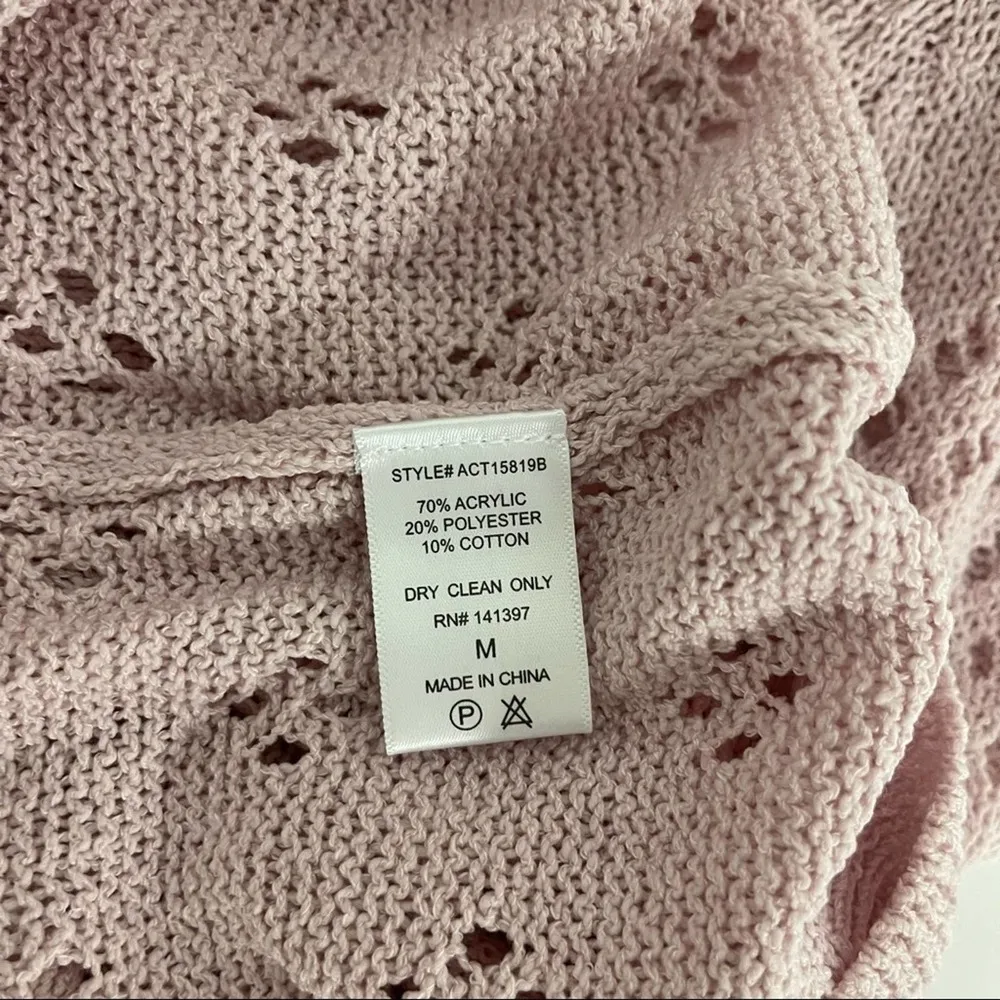 STYLE# ACT15819B
70% ACRYLIC
20% POLYESTER
10% COTTON
DRY CLEAN ONLY
RN# 141397
M
MADE IN CHINA
P